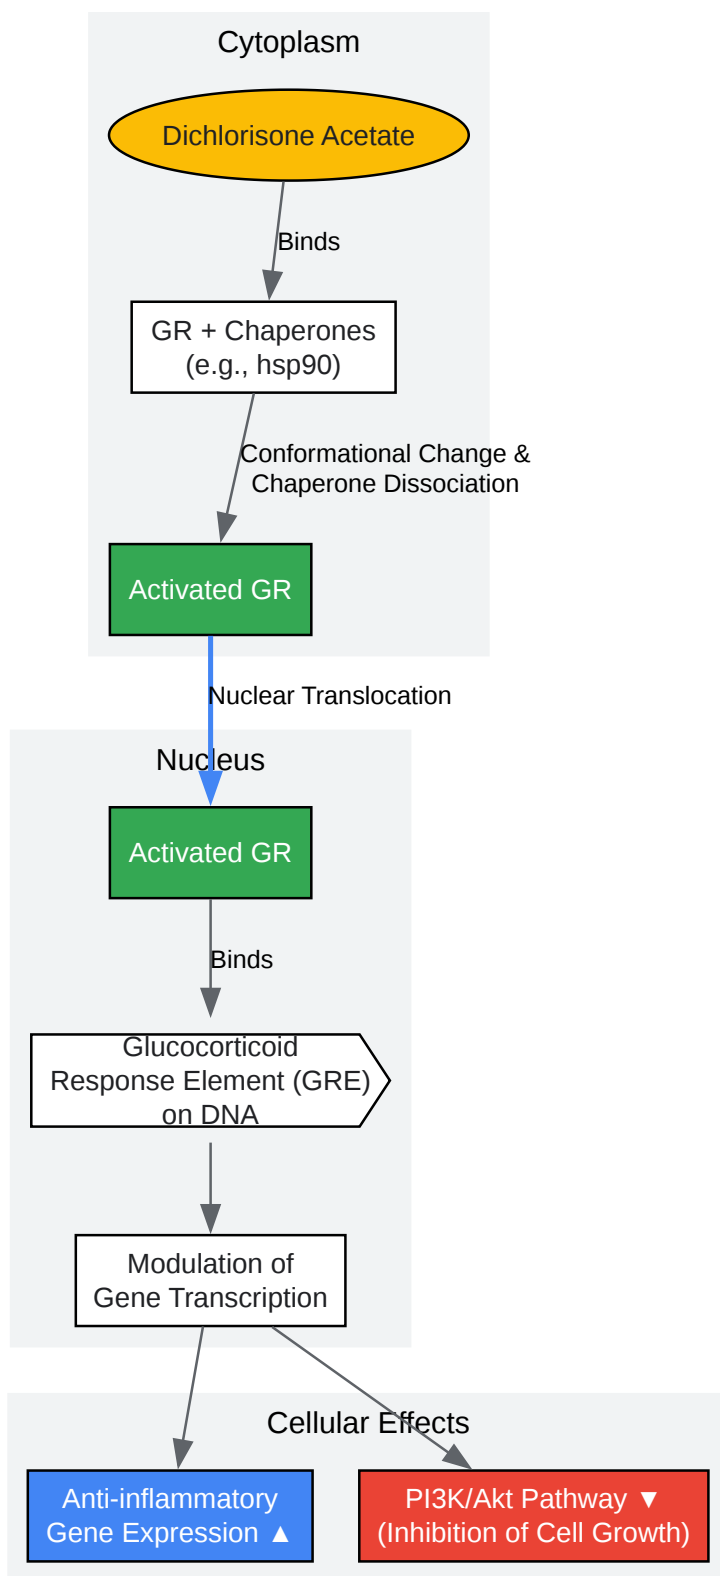 Cytoplasm
Dichlorisone Acetate
Binds
GR + Chaperones
(e.g., hsp90)
Conformational Change &
Chaperone Dissociation
Activated GR
Nuclear Translocation
Nucleus
Activated GR
Binds
Glucocorticoid
Response Element (GRE)
on DNA
Modulation of
Gene Transcription
Cellular Effects
Anti-inflammatory
Gene Expression ▲
PI3K/Akt Pathway ▼
(Inhibition of Cell Growth)